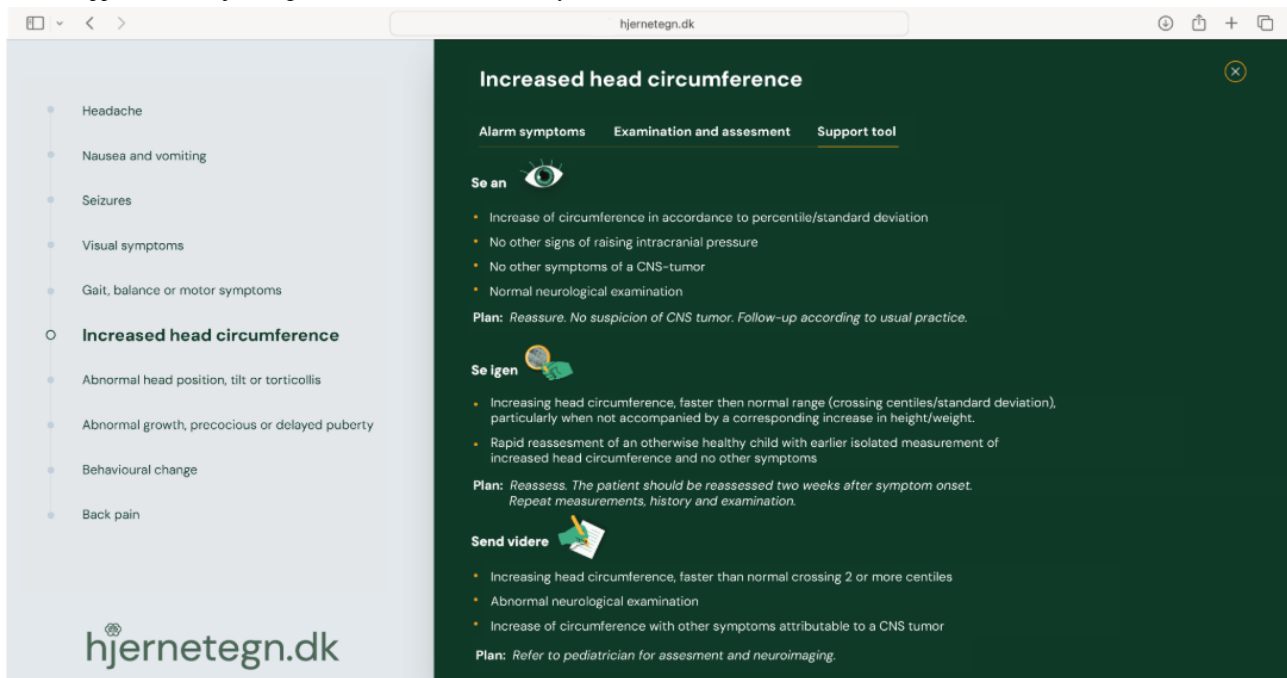 hjernetegn.dk
Headache
Nausea and vomiting
Seizures
Visual symptoms
Gait, balance or motor symptoms
Increased head circumference
Abnormal head position, tilt or torticollis
Abnormal growth, precocious or delayed puberty
Behavioural change
Back pain
hjernetegn.dk
Increased head circumference
Alarm symptoms Examination and assesment Support tool
Se an
• Increase of circumference in accordance to percentile/standard deviation
• No other signs of raising intracranial pressure
• No other symptoms of a CNS-tumor
• Normal neurological examination
Plan: Reassure. No suspicion of CNS tumor. Follow-up according to usual practice.
Se igen
• Increasing head circumference, faster then normal range (crossing centiles/standard deviation),
particularly when not accompanied by a corresponding increase in height/weight.
• Rapid reassesment of an otherwise healthy child with earlier isolated measurement of
increased head circumference and no other symptoms
Plan: Reassess. The patient should be reassessed two weeks after symptom onset.
Repeat measurements, history and examination.
Send videre
• Increasing head circumference, faster than normal crossing 2 or more centiles
• Abnormal neurological examination
• Increase of circumference with other symptoms attributable to a CNS tumor
Plan: Refer to pediatrician for assesment and neuroimaging.